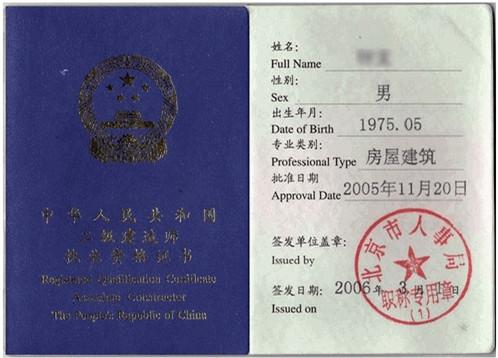 中华人民共和国
二级建造师
执业资格证书
Registered Qualification Certificate
Associate Constructor
The People's Republic of China
姓名:
Full Name
性别:
Sex 男
出生年月:
Date of Birth 1975.05
专业类别:
Professional Type 房屋建筑
批准日期
Approval Date 2005年11月20日
签发单位盖章:
Issued by
北京市人事局
职称专用章
(1)
签发日期: 2006 3 1日
Issued on